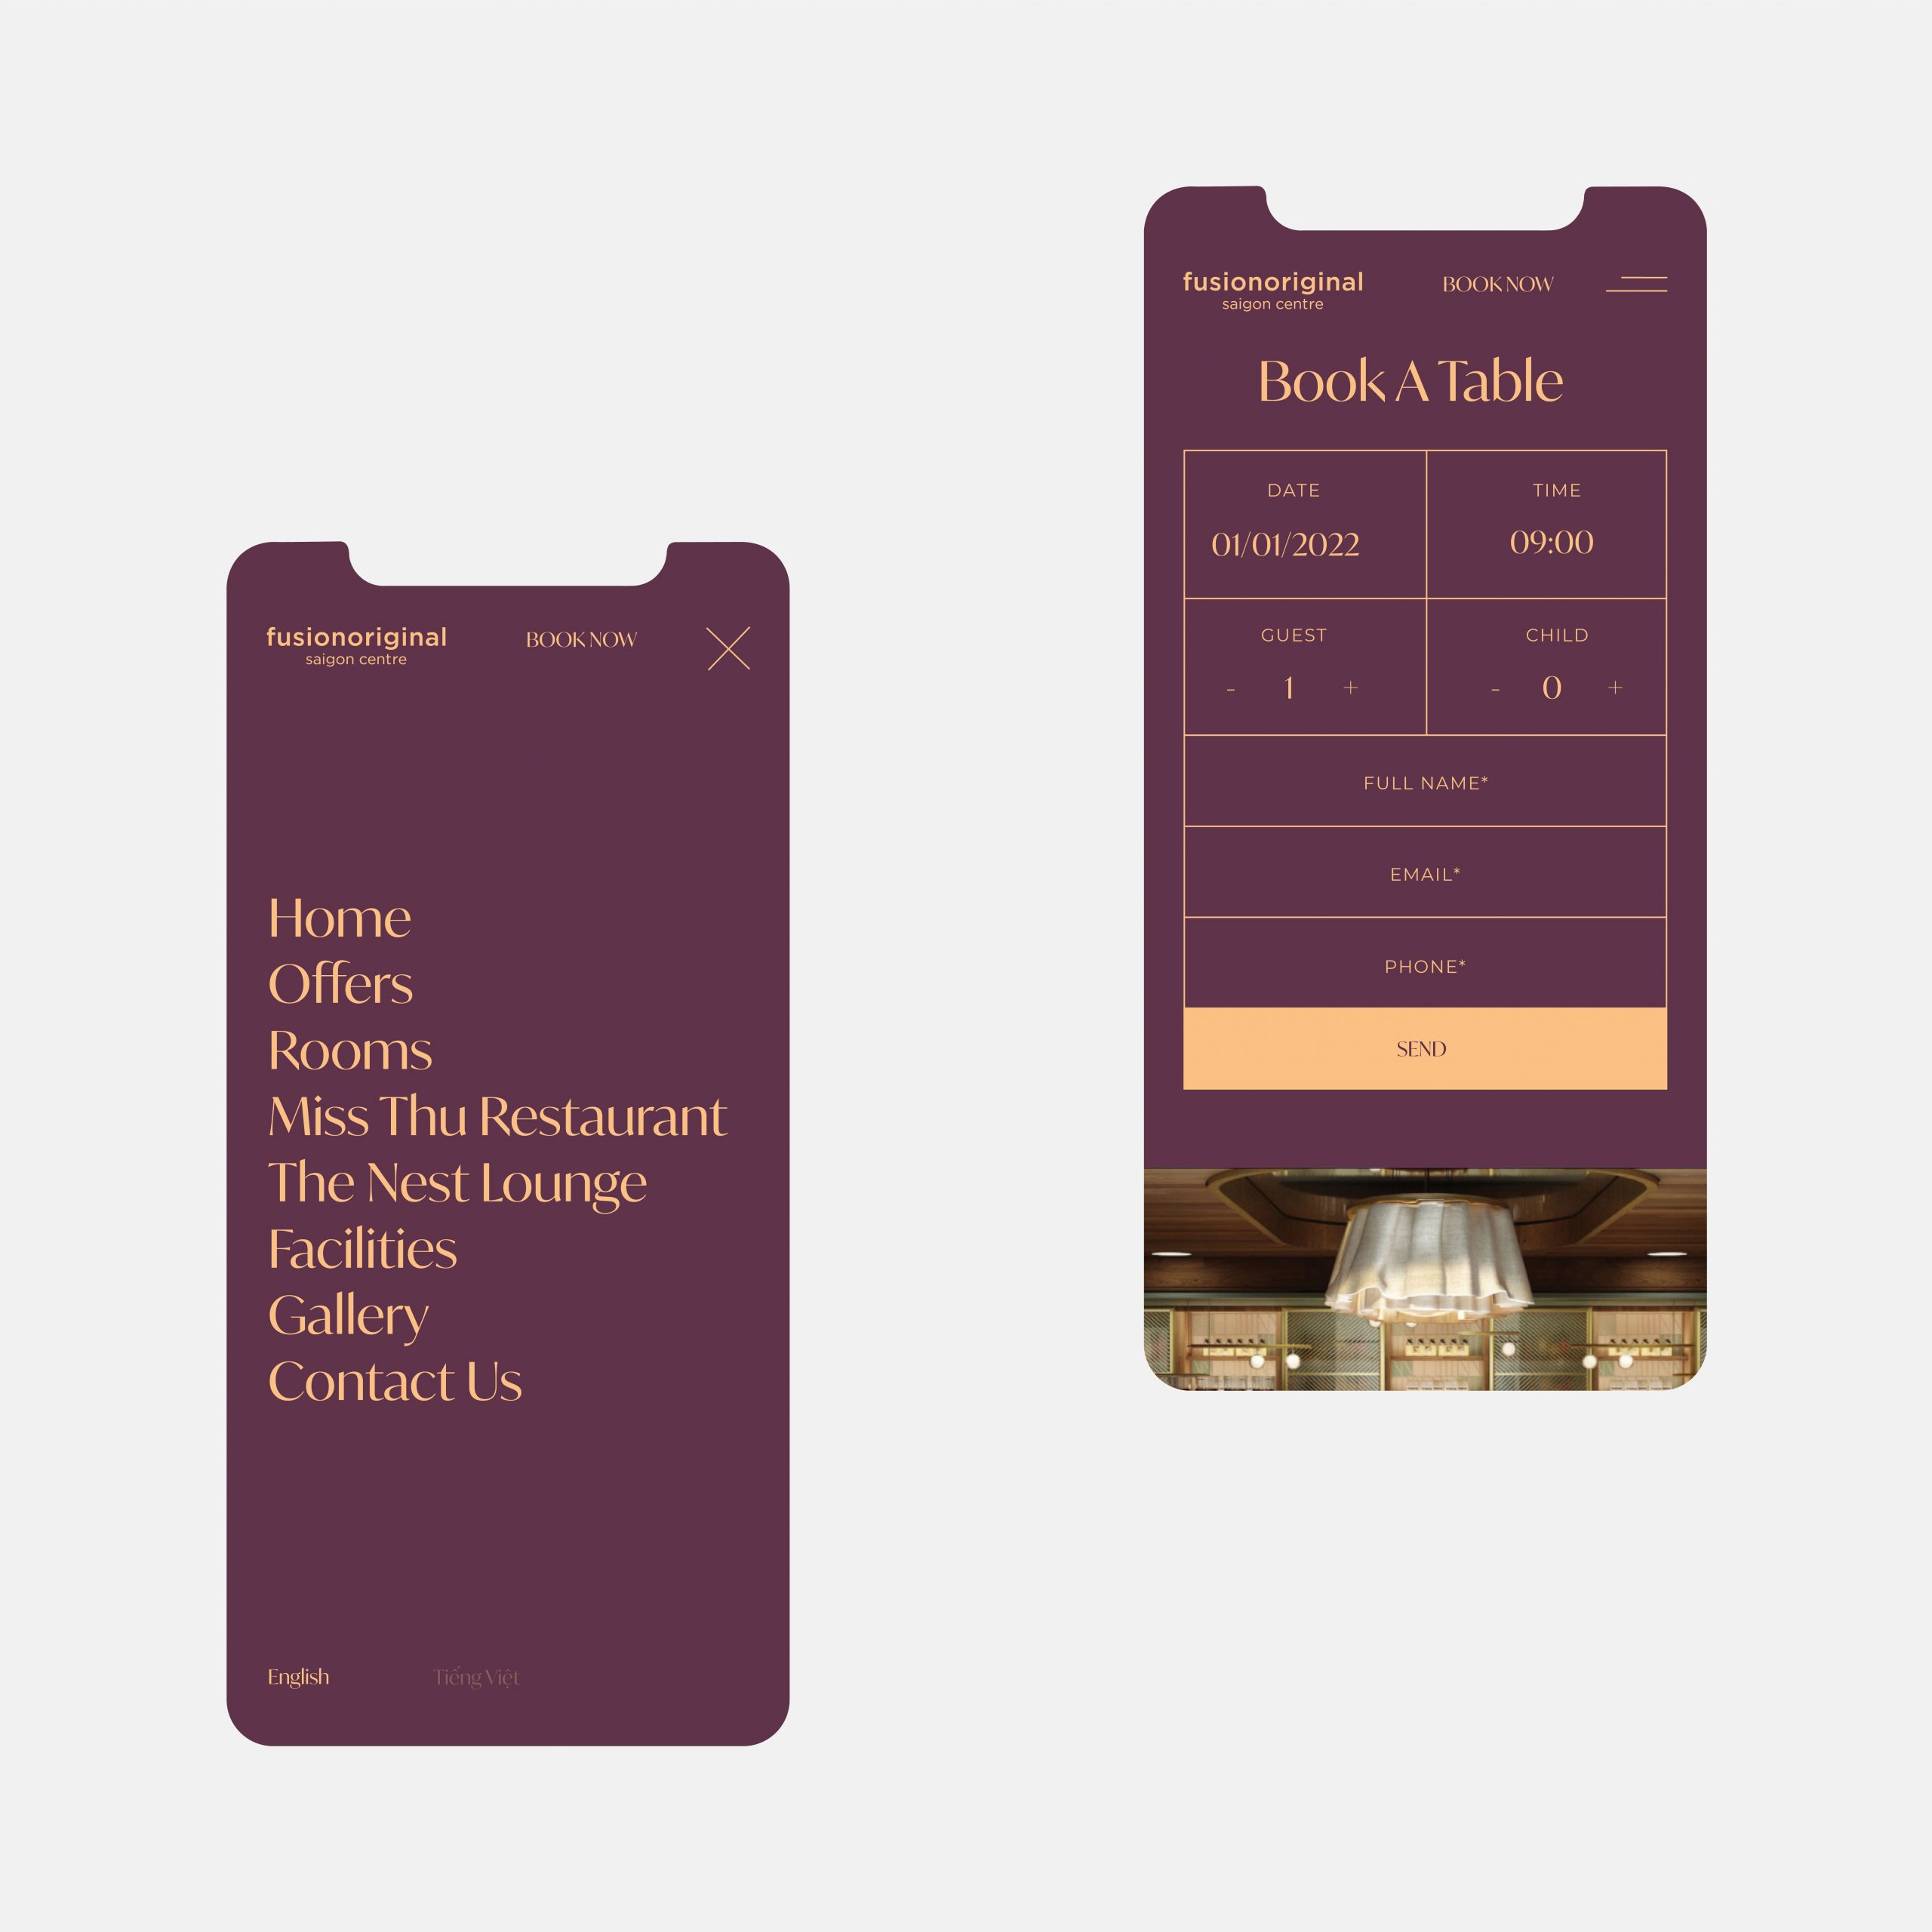 fusionoriginal
saigon centre
BOOK NOW
Home
Offers
Rooms
Miss Thu Restaurant
The Nest Lounge
Facilities
Gallery
Contact Us
English
Tiếng Việt
fusionoriginal
saigon centre
BOOK NOW
Book A Table
DATE
01/01/2022
TIME
09:00
GUEST
- 1 +
CHILD
- 0 +
FULL NAME*
EMAIL*
PHONE*
SEND